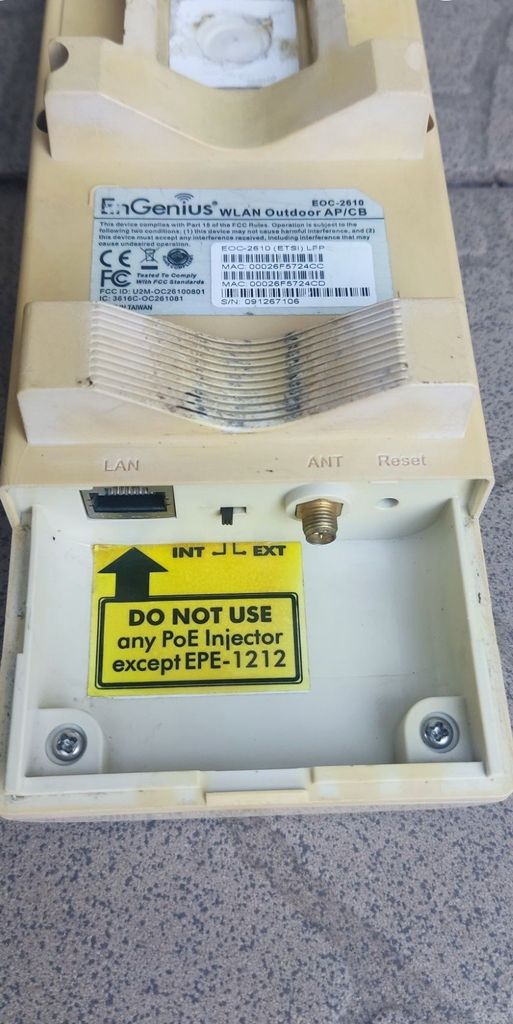 EnGenius® WLAN Outdoor AP/CB
EOC-2610
This device complies with Part 15 of the FCC Rules. Operation is subject to the
following two conditions: (1) this device may not cause harmful interference, and (2)
this device must accept any interference received, including interference that may
cause undesired operation.
CE
FC
Tested To Comply
With FCC Standards
FCC ID: U2M-OC26100801
IC: 3616C-OC261081
IN TAIWAN
EOC-2610 (ETSI) LFP
MAC: 00026F5724CC
MAC: 00026F5724CD
S/N: 091267106
LAN
ANT
Reset
INT
EXT
DO NOT USE
any PoE Injector
except EPE-1212